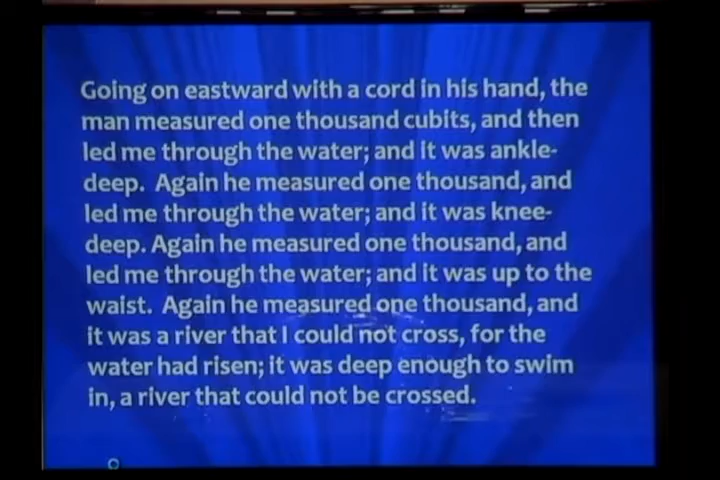 Going on eastward with a cord in his hand, the
man measured one thousand cubits, and then
led me through the water; and it was ankle-
deep. Again he measured one thousand, and
led me through the water; and it was knee-
deep. Again he measured one thousand, and
led me through the water; and it was up to the
waist. Again he measured one thousand, and
it was a river that I could not cross, for the
water had risen; it was deep enough to swim
in, a river that could not be crossed.